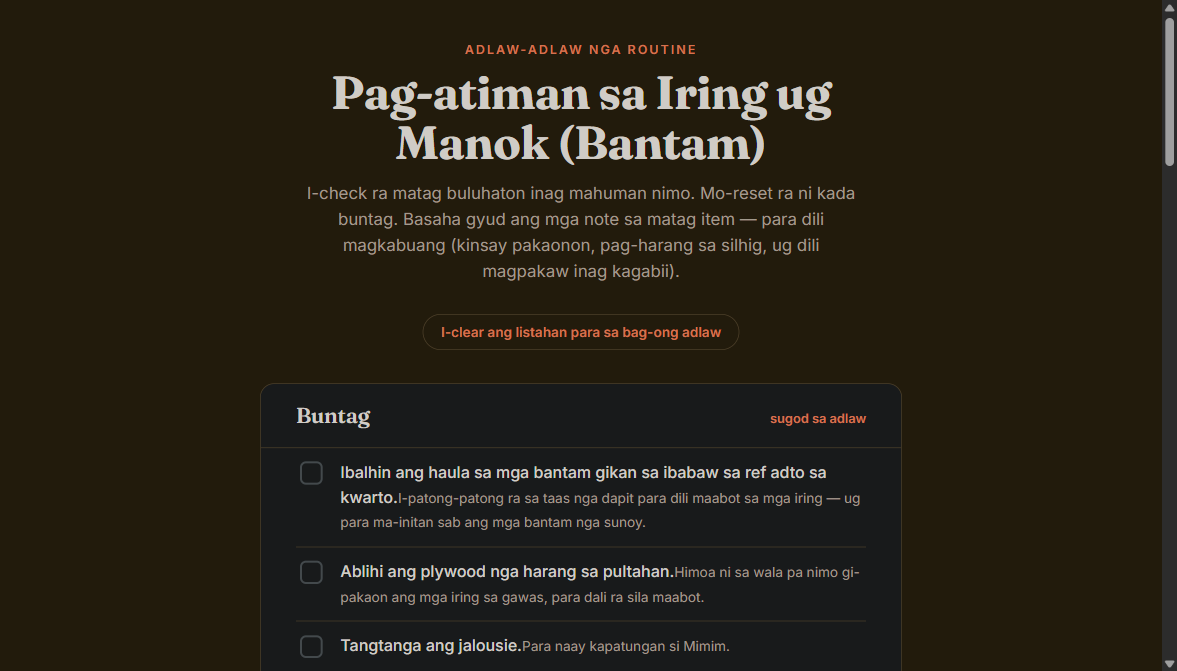 ADLAW-ADLAW NGA ROUTINE
Pag-atiman sa Iring ug
Manok (Bantam)
I-check ra matag buluhaton inag mahuman nimo. Mo-reset ra ni kada
buntag. Basaha gyud ang mga note sa matag item — para dili
magkabuang (kinsay pakaonon, pag-harang sa silhig, ug dili
magpakaw inag kagabii).
I-clear ang listahan para sa bag-ong adlaw
Buntag
sugod sa adlaw
Ibalhin ang haula sa mga bantam gikan sa ibabaw sa ref adto sa
kwarto.I-patong-patong ra sa taas nga dapit para dili maabot sa mga iring — ug
para ma-initan sab ang mga bantam nga sunoy.
Ablihi ang plywood nga harang sa pultahan.Himoa ni sa wala pa nimo gi-
pakaon ang mga iring sa gawas, para dali ra sila maabot.
Tangtanga ang jalousie.Para naay kapatungan si Mimim.